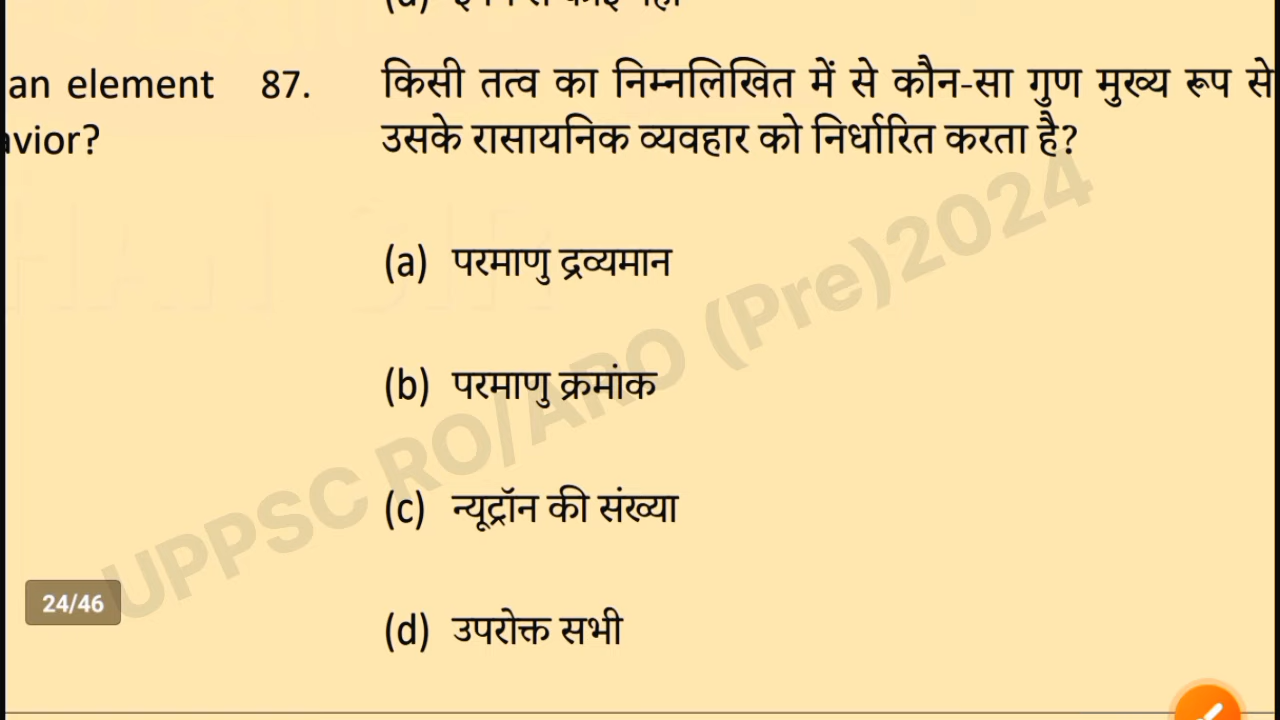 an element
avior?
87. किसी तत्व का निम्नलिखित में से कौन-सा गुण मुख्य रूप से
उसके रासायनिक व्यवहार को निर्धारित करता है?
(a) परमाणु द्रव्यमान
(b) परमाणु क्रमांक
(c) न्यूट्रॉन की संख्या
(d) उपरोक्त सभी
UPPSC RO/ARO (Pre)2024
24/46